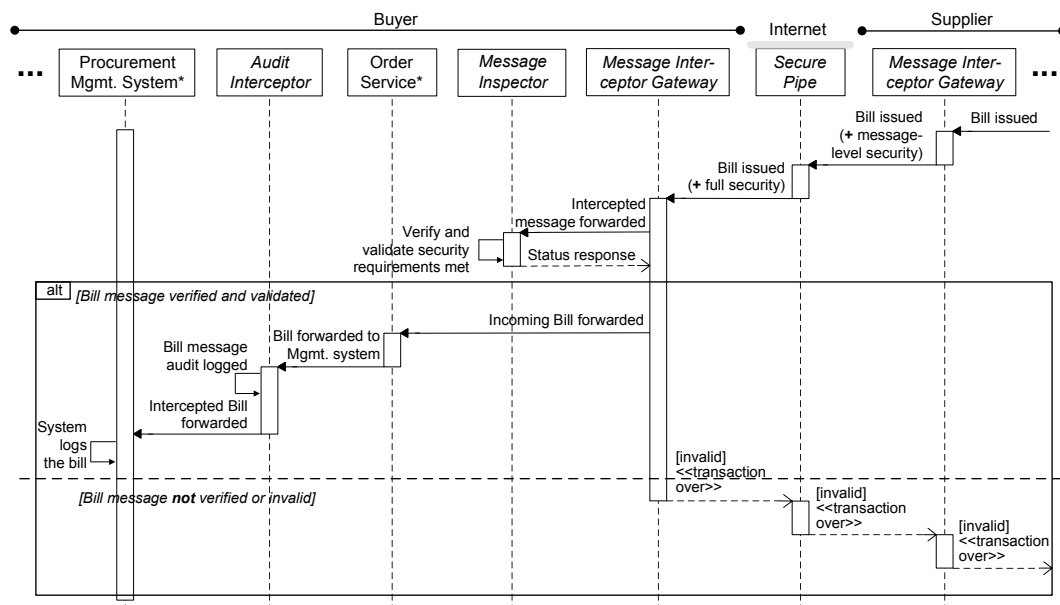 Buyer
Internet
Supplier
...
Procurement
Mgmt. System*
Audit
Interceptor
Order
Service*
Message
Inspector
Message Inter-
ceptor Gateway
Secure
Pipe
Message Inter-
ceptor Gateway
...
Bill issued
Bill issued
(+ message-
level security)
Bill issued
(+ full security)
Intercepted
message forwarded
Verify and
validate security
requirements met
Status response
alt
[Bill message verified and validated]
Incoming Bill forwarded
Bill forwarded to
Mgmt. system
Bill message
audit logged
Intercepted Bill
forwarded
System
logs
the bill
[Bill message not verified or invalid]
[invalid]
<<transaction
over>>
[invalid]
<<transaction
over>>
[invalid]
<<transaction
over>>